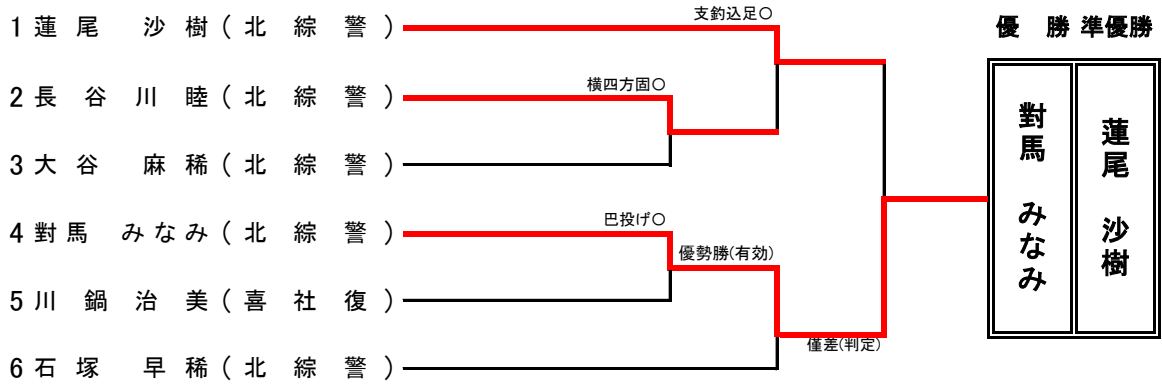 支釣込足〇
1 蓮尾 沙樹(北綜警)
優勝 準優勝
横四方固〇
2 長谷川睦(北綜警)
3 大谷 麻稀(北綜警)
巴投げ〇
4 對馬 みなみ(北綜警)
優勢勝(有効)
5 川鍋治美(喜社復)
僅差(判定)
6 石塚 早稀(北綜警)
對馬 みなみ
蓮尾 沙樹